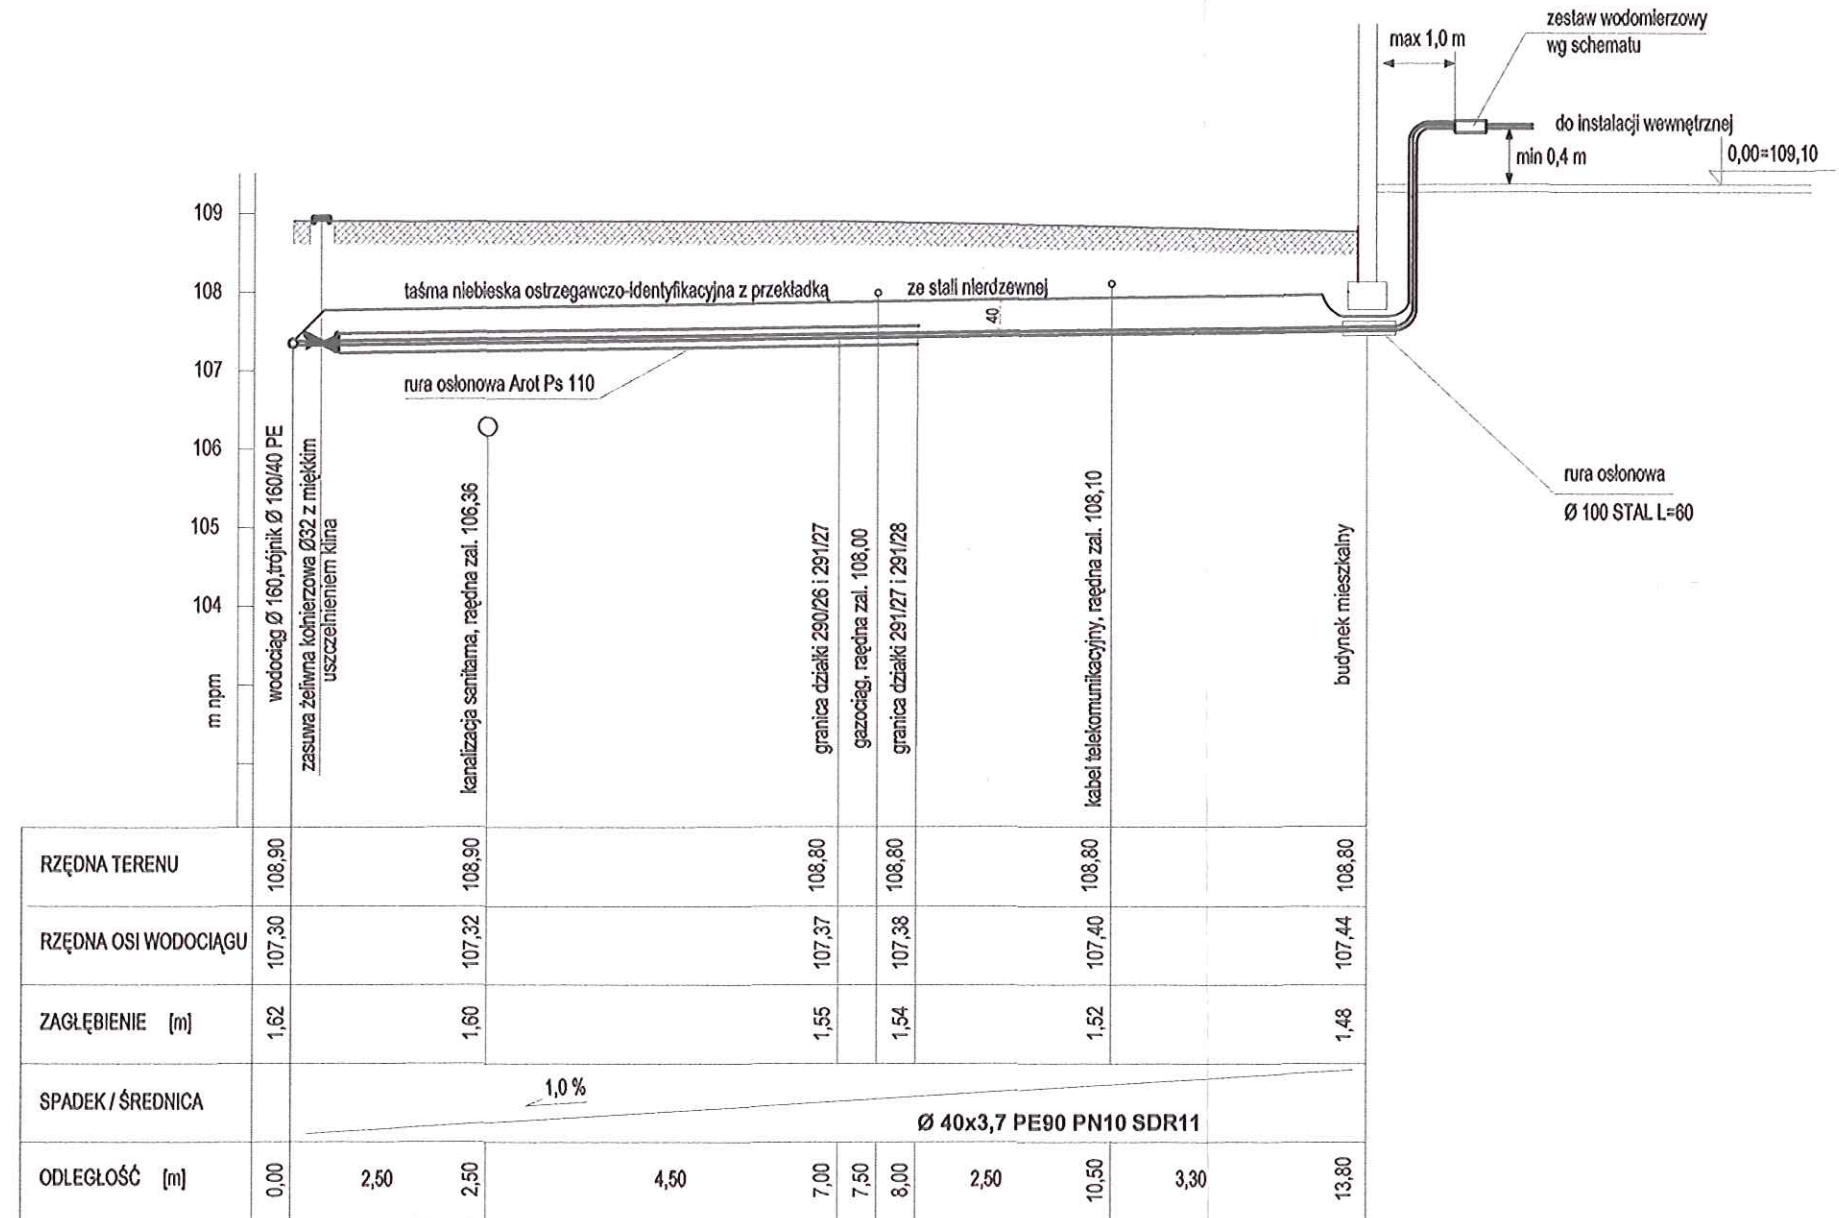 zestaw wodomierzowy
wg schematu
max 1,0 m
do instalacji wewnętrznej
min 0,4 m
0,00=109,10
109
108
107
106
105
104
m npm
taśma niebieska ostrzegawczo-identyfikacyjna z przekładką
ze stali nierdzewnej
40
rura osłonowa Arot Ps 110
rura osłonowa
Ø 100 STAL L=60
wodociąg Ø 160,trójnik Ø 160/40 PE
zasuwa żeliwna kołnierzowa Ø32 z miękkim
uszczelnieniem klina
kanalizacja sanitarna, raędna zal. 106,36
granica działki 290/26 i 291/27
gazociąg, raędna zal. 108,00
granica działki 291/27 i 291/28
kabel telekomunikacyjny, raędna zal. 108,10
budynek mieszkalny
RZĘDNA TERENU
108,90
108,90
108,80
108,80
108,80
108,80
RZĘDNA OSI WODOCIĄGU
107,30
107,32
107,37
107,38
107,40
107,44
ZAGŁĘBIENIE [m]
1,62
1,60
1,55
1,54
1,52
1,48
SPADEK / ŚREDNICA
1,0 %
Ø 40x3,7 PE90 PN10 SDR11
ODLEGŁOŚĆ [m]
0,00
2,50
2,50
4,50
7,00
7,50
8,00
2,50
10,50
3,30
13,80